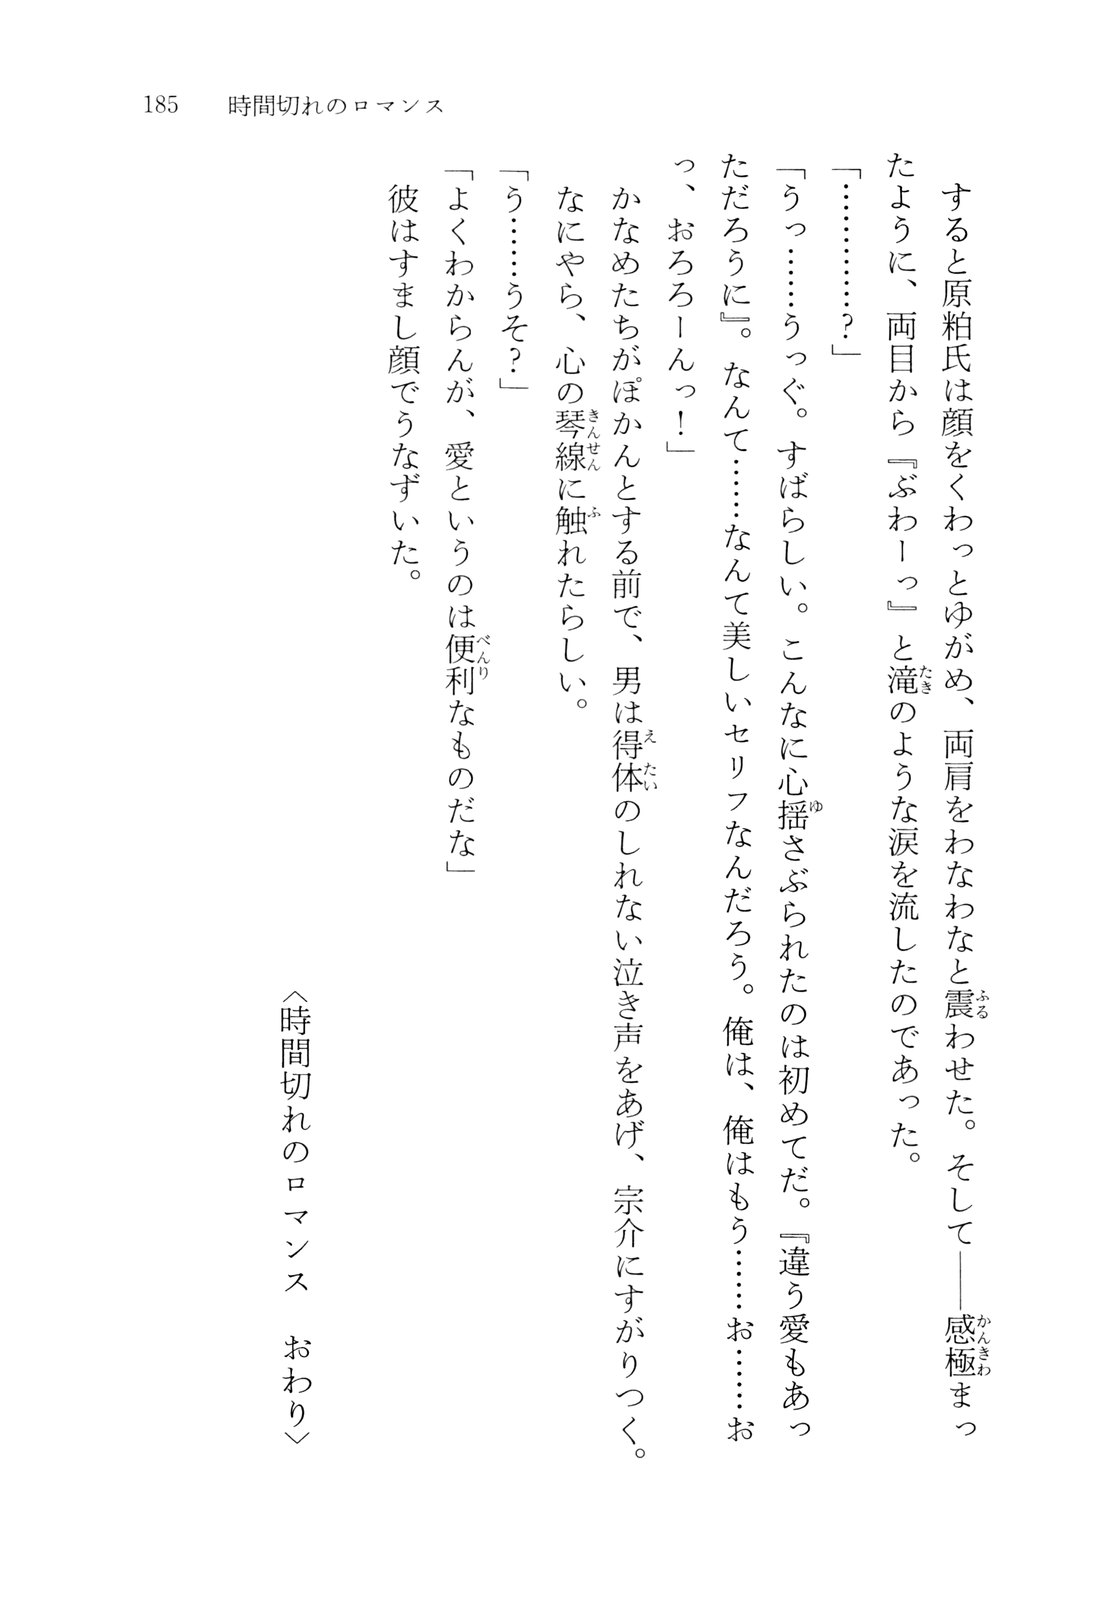 185　時間切れのロマンス
　すると原粕氏は顔をくわっとゆがめ、両肩をわなわなと震わせた。そして――感極まっ
たように、両目から『ぶわーっ』と滝のような涙を流したのであった。
「…………？」
「うっ……うっぐ。すばらしい。こんなに心揺さぶられたのは初めてだ。『違う愛もあっ
ただろうに』。なんて……なんて美しいセリフなんだろう。俺は、俺はもう……お……お
っ、おろろーんっ！」
　かなめたちがぽかんとする前で、男は得体のしれない泣き声をあげ、宗介にすがりつく。
なにやら、心の琴線に触れたらしい。
「う……うそ？」
「よくわからんが、愛というのは便利なものだな」
　彼はすまし顔でうなずいた。
〈時間切れのロマンス　おわり〉